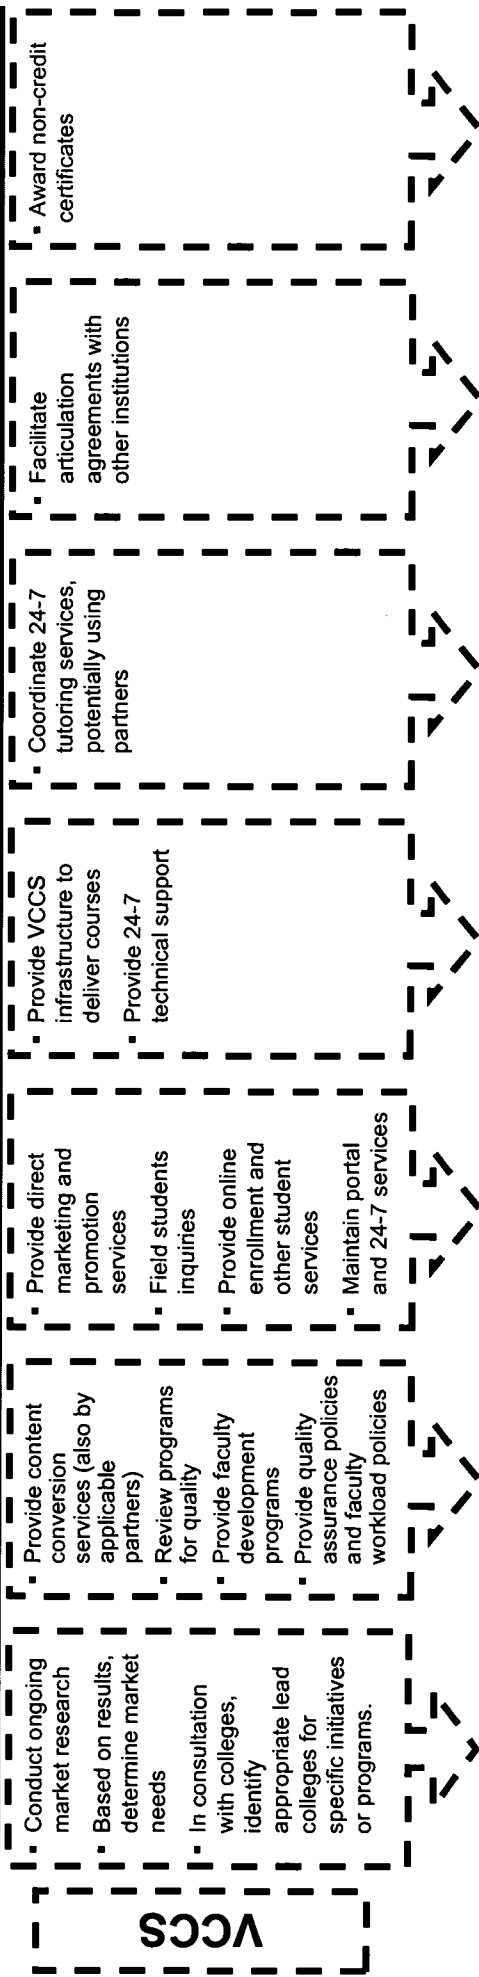 VCCS
▪ Conduct ongoing
market research
▪ Based on results,
determine market
needs
▪ In consultation
with colleges,
identify
appropriate lead
colleges for
specific initiatives
or programs.
▪ Provide content
conversion
services (also by
applicable
partners)
▪ Review programs
for quality
▪ Provide faculty
development
programs
▪ Provide quality
assurance policies
and faculty
workload policies
▪ Provide direct
marketing and
promotion
services
▪ Field students
inquiries
▪ Provide online
enrollment and
other student
services
▪ Maintain portal
and 24-7 services
▪ Provide VCCS
infrastructure to
deliver courses
▪ Provide 24-7
technical support
▪ Coordinate 24-7
tutoring services,
potentially using
partners
▪ Facilitate
articulation
agreements with
other institutions
▪ Award non-credit
certificates